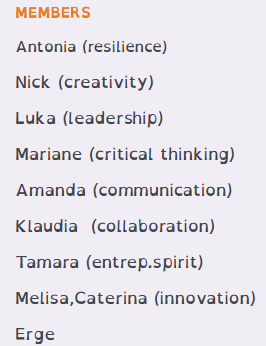 MEMBERS
Antonia (resilience)
Nick (creativity)
Luka (leadership)
Mariane (critical thinking)
Amanda (communication)
Klaudia (collaboration)
Tamara (entrep.spirit)
Melisa,Caterina (innovation)
Erge